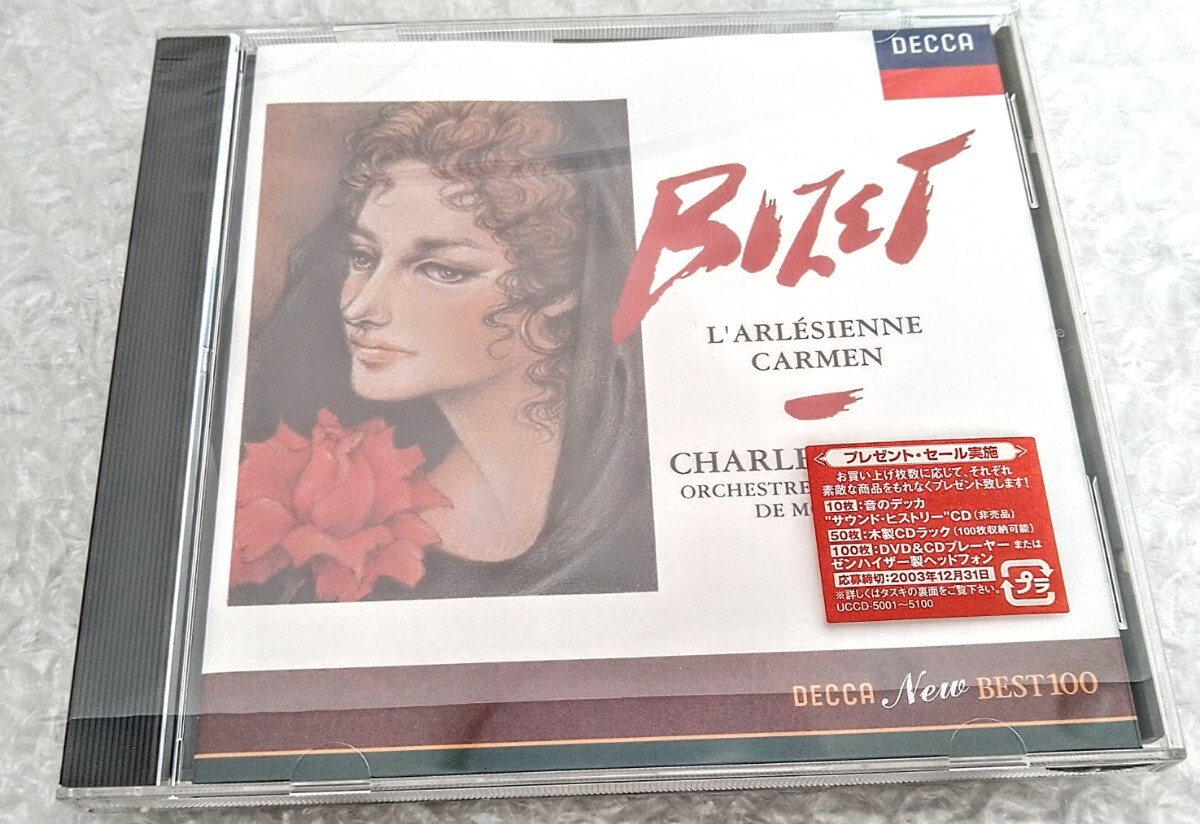 DECCA
BIZET
L'ARLÉSIENNE
CARMEN
CHARLE
ORCHESTRE
DE MO
プレゼント・セール実施
お買い上げ枚数に応じて、それぞれ
素敵な商品をもれなくプレゼント致します!
10枚:音のデッカ
"サウンド・ヒストリー"CD(非売品)
50枚:木製CDラック(100枚収納可能)
100枚:DVD&CDプレーヤー または
ゼンハイザー製ヘッドフォン
応募締切:2003年12月31日
※詳しくはタスキの裏面をご覧下さい。
UCCD-5001〜5100
プラ
DECCA New BEST100